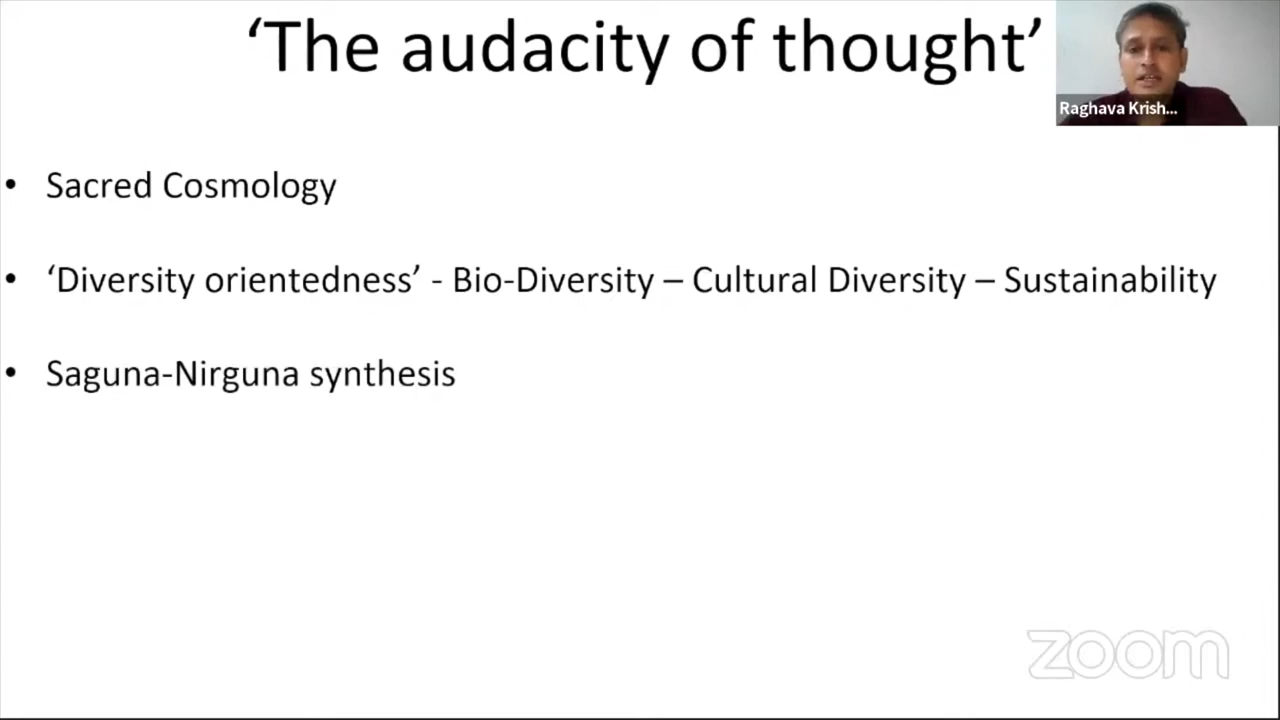 ‘The audacity of thought’
Raghava Krish...
• Sacred Cosmology
• ‘Diversity orientedness’ - Bio-Diversity – Cultural Diversity – Sustainability
• Saguna-Nirguna synthesis
zoom